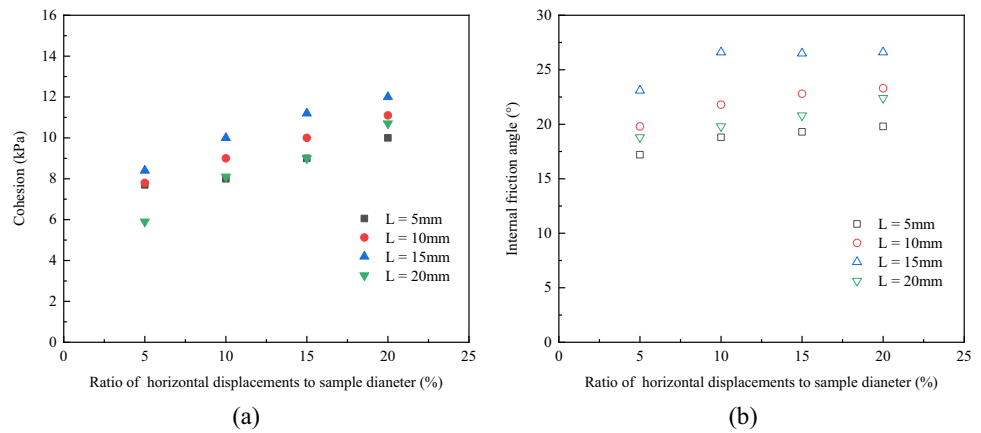 16
14
12
10
8
6
4
2
0
Cohesion (kPa)
L = 5mm
L = 10mm
L = 15mm
L = 20mm
0 5 10 15 20 25
Ratio of horizontal displacements to sample dianeter (%)
(a)
30
25
20
15
10
5
0
Internal friction angle (°)
L = 5mm
L = 10mm
L = 15mm
L = 20mm
0 5 10 15 20 25
Ratio of horizontal displacements to sample dianeter (%)
(b)